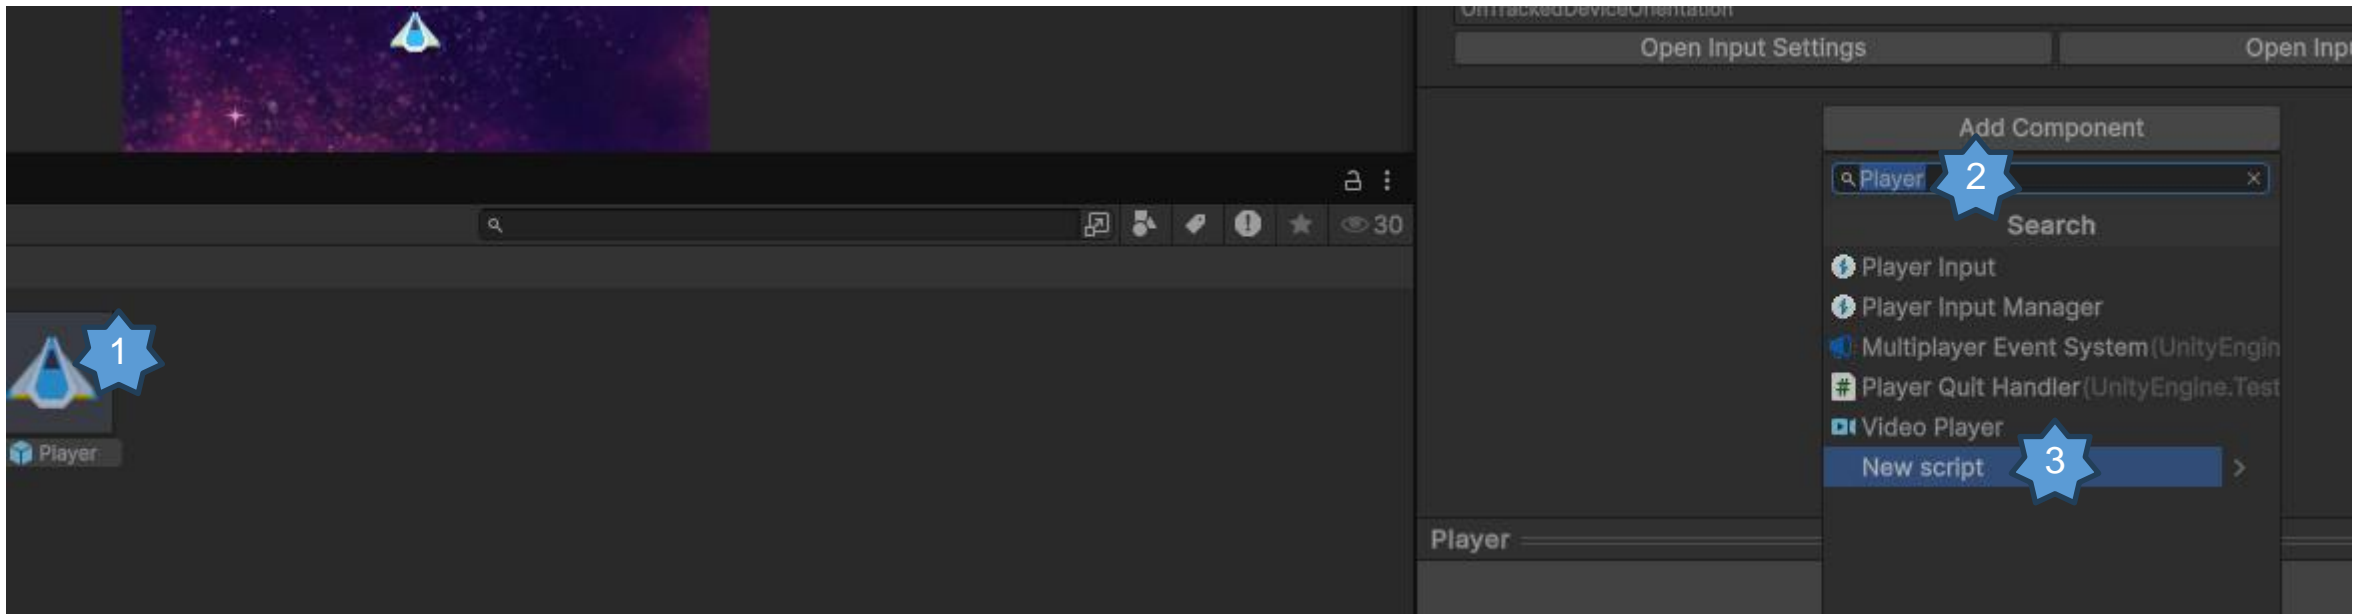 OnTrackedDeviceOrientation
Open Input Settings
Open Inp
Add Component
2
Player
30
Search
Player Input
Player Input Manager
Multiplayer Event System(UnityEngin
Player Quit Handler(UnityEngine.Test
Video Player
New script
3
1
Player
Player